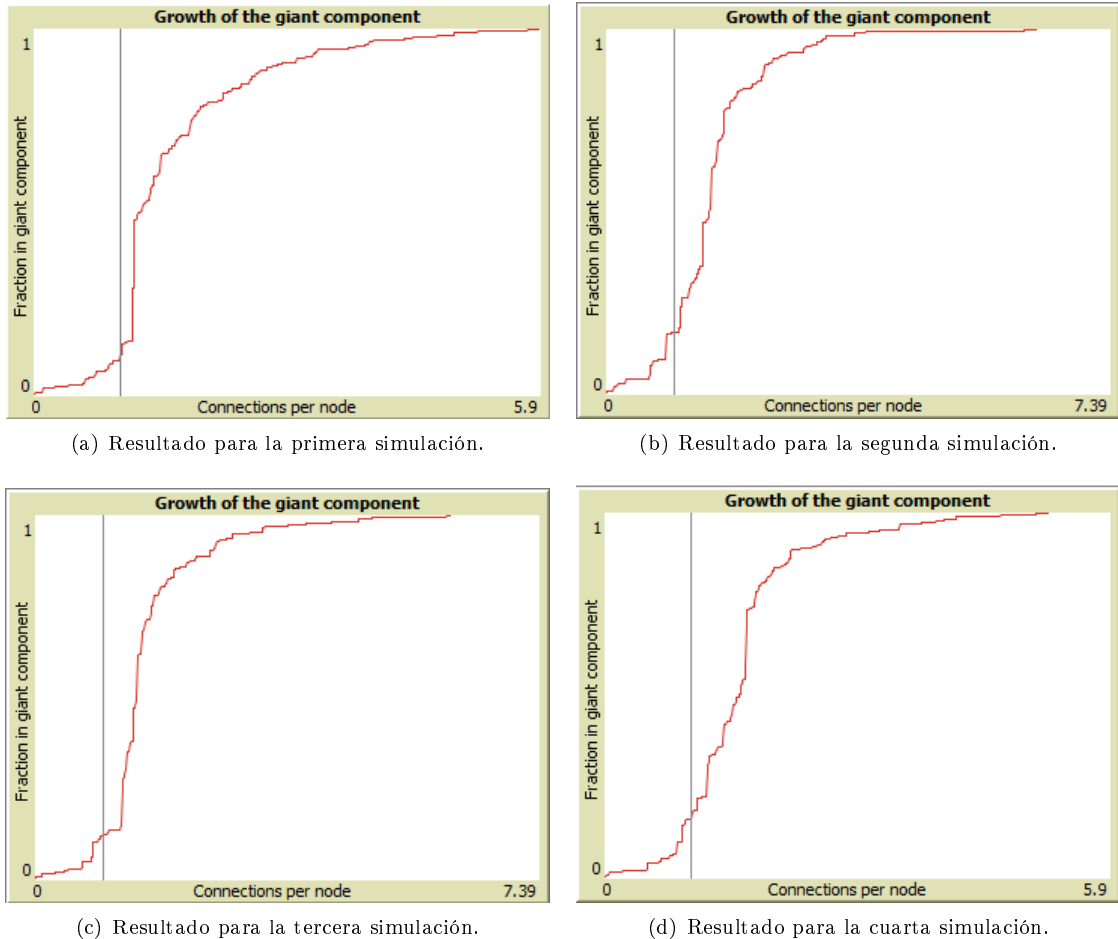 Growth of the giant component
1
Fraction in giant component
0
0 Connections per node 5.9
(a) Resultado para la primera simulación.
Growth of the giant component
1
Fraction in giant component
0
0 Connections per node 7.39
(b) Resultado para la segunda simulación.
Growth of the giant component
1
Fraction in giant component
0
0 Connections per node 7.39
(c) Resultado para la tercera simulación.
Growth of the giant component
1
Fraction in giant component
0
0 Connections per node 5.9
(d) Resultado para la cuarta simulación.